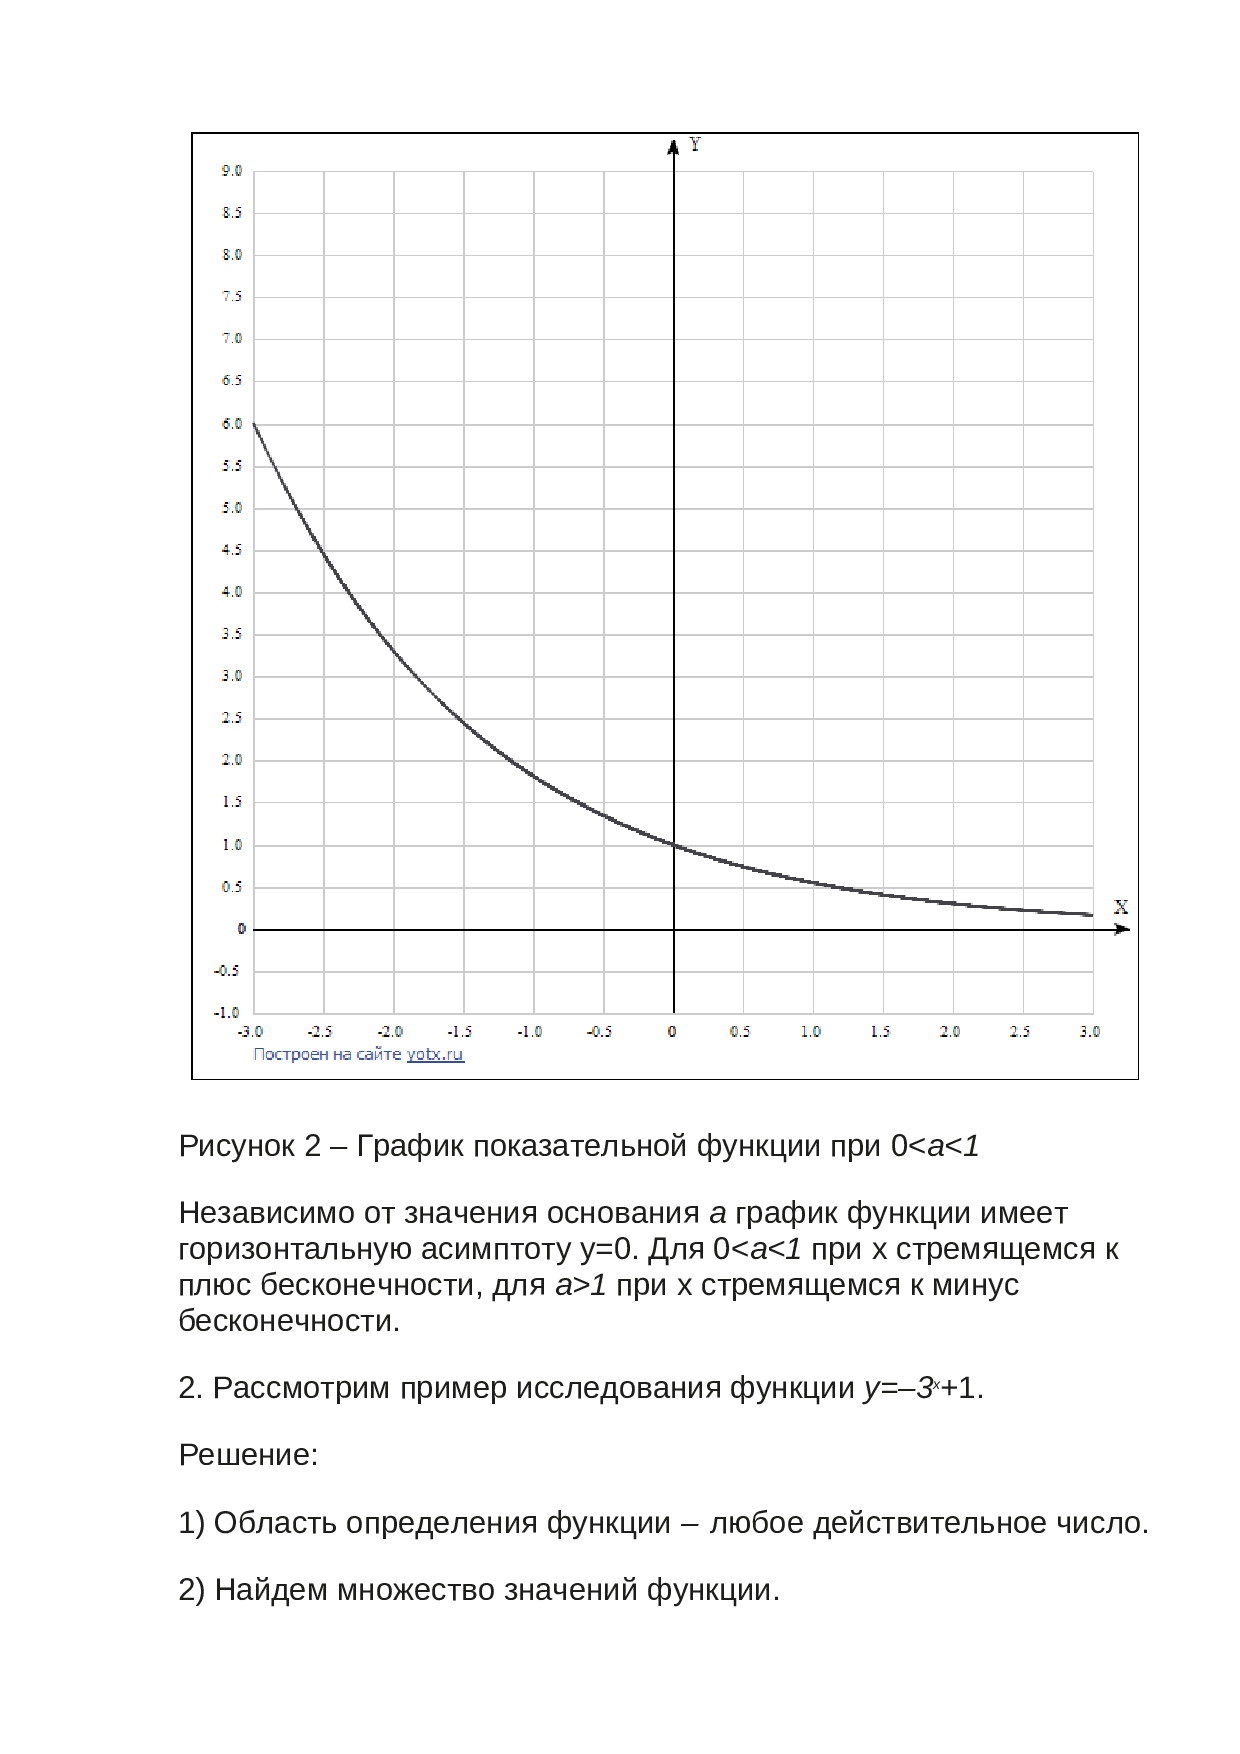 Y
9.0
8.5
8.0
7.5
7.0
6.5
6.0
5.5
5.0
4.5
4.0
3.5
3.0
2.5
2.0
1.5
1.0
0.5
X
0
-0.5
-1.0
-3.0 -2.5 -2.0 -1.5 -1.0 -0.5 0 0.5 1.0 1.5 2.0 2.5 3.0
Построен на сайте yotx.ru
Рисунок 2 – График показательной функции при 0<a<1
Независимо от значения основания a график функции имеет
горизонтальную асимптоту y=0. Для 0<a<1 при x стремящемся к
плюс бесконечности, для a>1 при x стремящемся к минус
бесконечности.
2. Рассмотрим пример исследования функции y=–3ˣ+1.
Решение:
1) Область определения функции – любое действительное число.
2) Найдем множество значений функции.